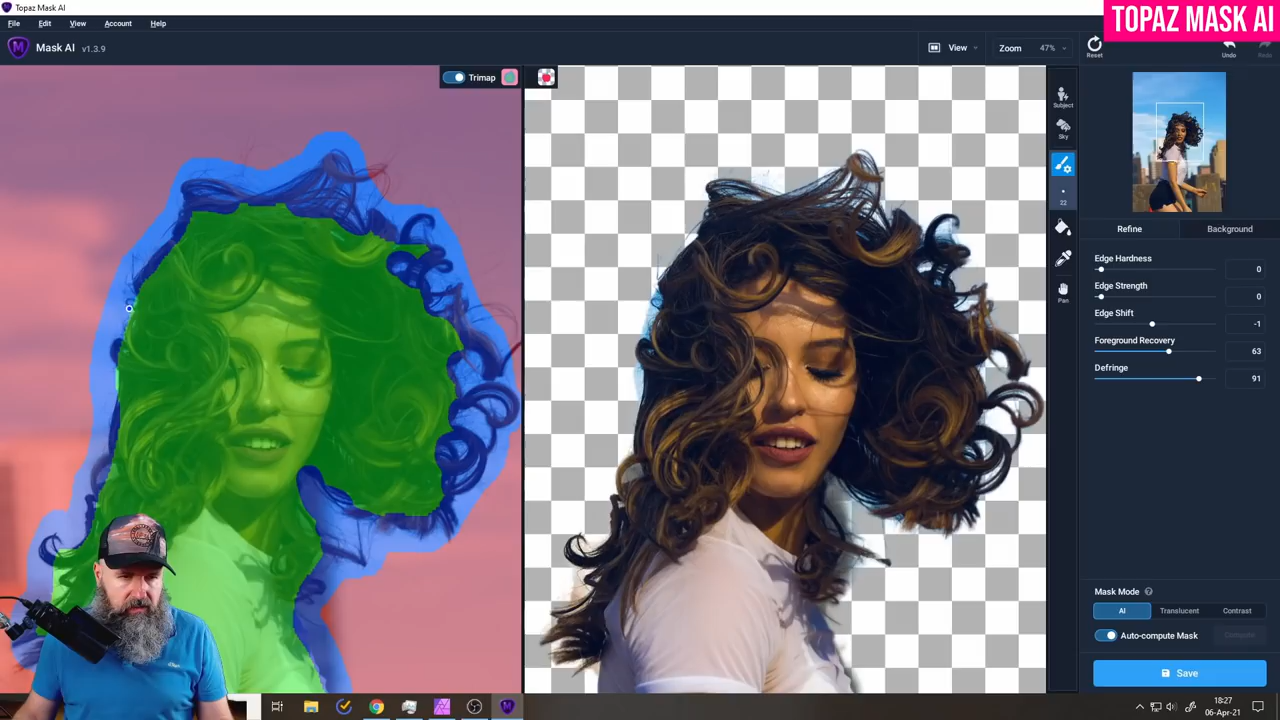 Topaz Mask AI
TOPAZ MASK AI
File Edit View Account Help
Mask AI v1.3.9
View
Zoom 47%
Reset
Undo
Redo
Trimap
Subject
Sky
22
Pan
Refine
Background
Edge Hardness
0
Edge Strength
0
Edge Shift
-1
Foreground Recovery
63
Defringe
91
Mask Mode
AI
Translucent
Contrast
Auto-compute Mask
Compute
Save
18:27
06-Apr-21